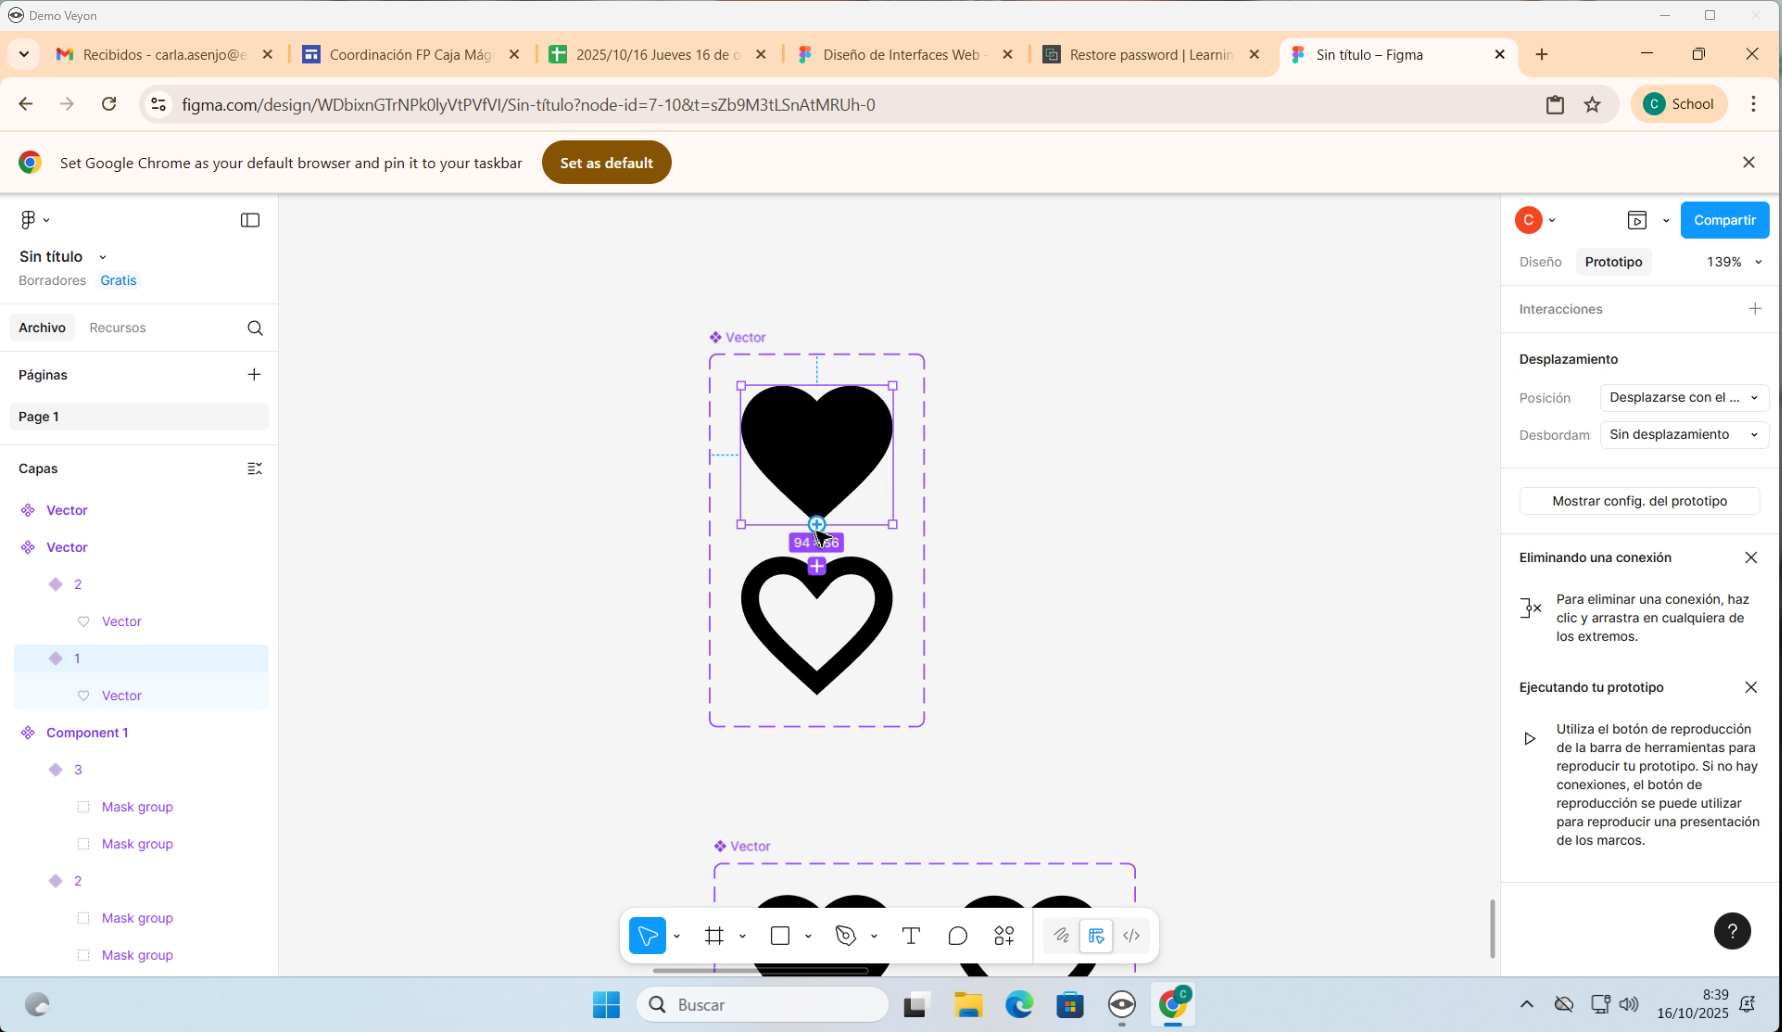 Demo Veyon
Recibidos - carla.asenjo@e
Coordinación FP Caja Mág
2025/10/16 Jueves 16 de o
Diseño de Interfaces Web -
Restore password | Learnin
Sin título – Figma
figma.com/design/WDbixnGTrNPk0lyVtPVfVI/Sin-título?node-id=7-10&t=sZb9M3tLSnAtMRUh-0
C School
Set Google Chrome as your default browser and pin it to your taskbar
Set as default
Sin título
Borradores Gratis
Archivo Recursos
Páginas
Page 1
Capas
Vector
Vector
2
Vector
1
Vector
Component 1
3
Mask group
Mask group
2
Mask group
Mask group
Vector
Vector
C
Compartir
Diseño Prototipo 139%
Interacciones
Desplazamiento
Posición Desplazarse con el ...
Desbordam Sin desplazamiento
Mostrar config. del prototipo
Eliminando una conexión
Para eliminar una conexión, haz
clic y arrastra en cualquiera de
los extremos.
Ejecutando tu prototipo
Utiliza el botón de reproducción
de la barra de herramientas para
reproducir tu prototipo. Si no hay
conexiones, el botón de
reproducción se puede utilizar
para reproducir una presentación
de los marcos.
?
Buscar
C
8:39
16/10/2025